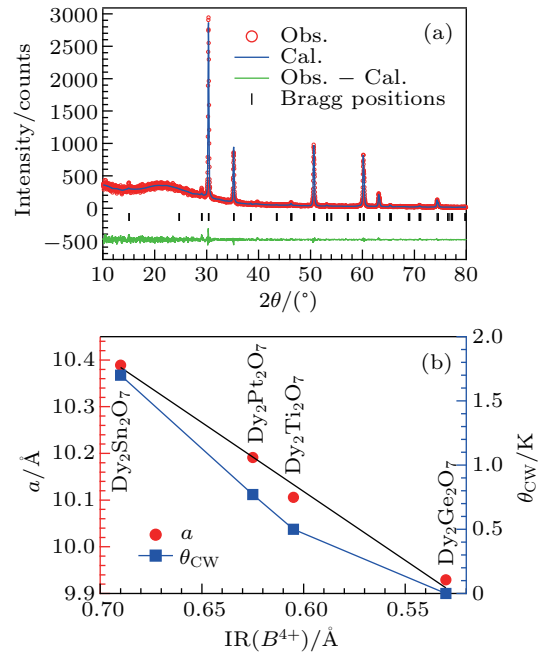 3000
2500
2000
1500
1000
500
0
−500
Intensity/counts
(a)
Obs.
Cal.
Obs. − Cal.
Bragg positions
10 20 30 40 50 60 70 80
2θ/(°)
(b)
10.4
10.3
10.2
10.1
10.0
9.9
a/Å
2.0
1.5
1.0
0.5
0
θCW/K
Dy₂Sn₂O₇
Dy₂Pt₂O₇
Dy₂Ti₂O₇
Dy₂Ge₂O₇
a
θCW
0.70 0.65 0.60 0.55
IR(B⁴⁺)/Å